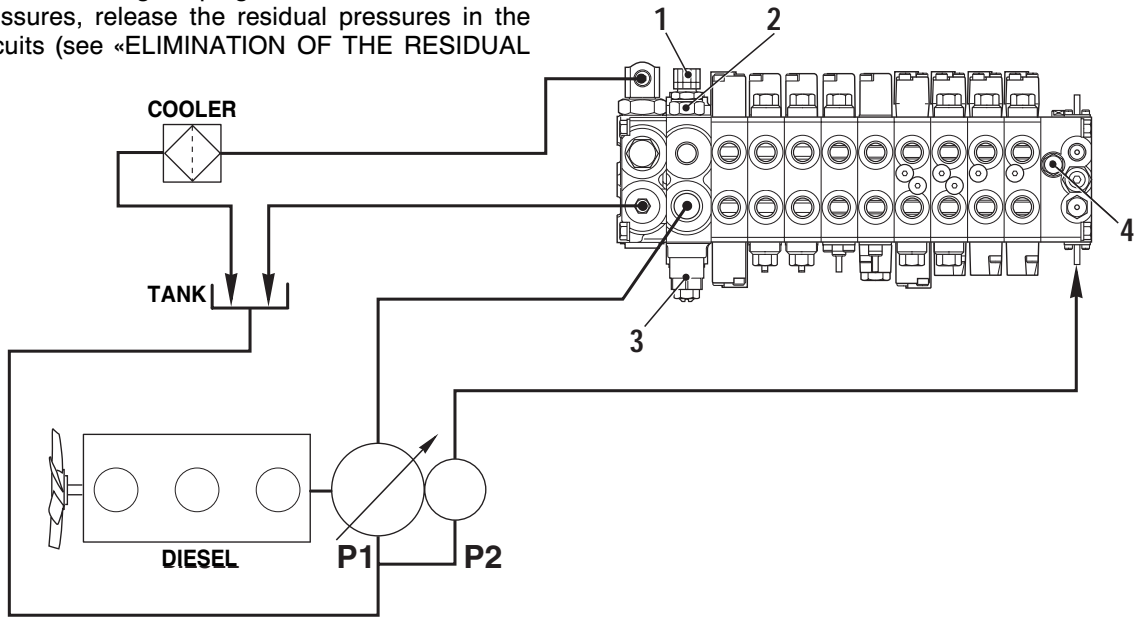 ssures, release the residual pressures in the
cuits (see «ELIMINATION OF THE RESIDUAL
1
2
COOLER
4
TANK
3
P1
P2
DIESEL